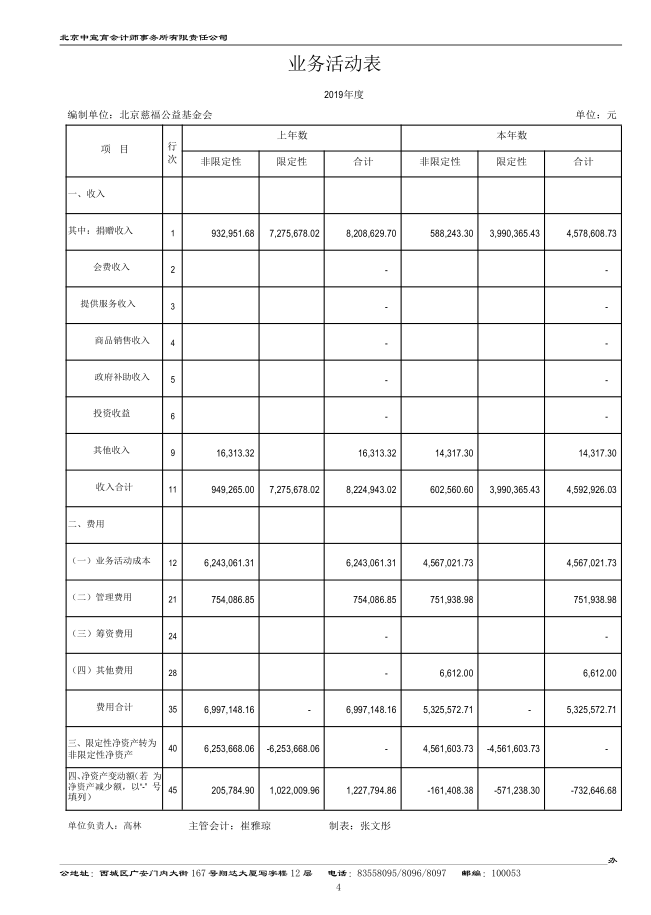 北京中宣育会计师事务所有限责任公司
业务活动表
2019年度
编制单位：北京慈福公益基金会 单位：元
项 目 行次 上年数 本年数
非限定性 限定性 合计 非限定性 限定性 合计
一、收入
其中：捐赠收入 1 932,951.68 7,275,678.02 8,208,629.70 588,243.30 3,990,365.43 4,578,608.73
会费收入 2 - -
提供服务收入 3 - -
商品销售收入 4 - -
政府补助收入 5 - -
投资收益 6 - -
其他收入 9 16,313.32 16,313.32 14,317.30 14,317.30
收入合计 11 949,265.00 7,275,678.02 8,224,943.02 602,560.60 3,990,365.43 4,592,926.03
二、费用
（一）业务活动成本 12 6,243,061.31 6,243,061.31 4,567,021.73 4,567,021.73
（二）管理费用 21 754,086.85 754,086.85 751,938.98 751,938.98
（三）筹资费用 24 - -
（四）其他费用 28 - 6,612.00 6,612.00
费用合计 35 6,997,148.16 - 6,997,148.16 5,325,572.71 - 5,325,572.71
三、限定性净资产转为
非限定性净资产 40 6,253,668.06 -6,253,668.06 - 4,561,603.73 -4,561,603.73 -
四、净资产变动额（若 为
净资产减少额，以"-" 号
填列） 45 205,784.90 1,022,009.96 1,227,794.86 -161,408.38 -571,238.30 -732,646.68
单位负责人：高林 主管会计：崔雅琼 制表：张文彤
办
公地址：西城区广安门内大街 167 号翔达大厦写字楼 12 层 电话：83558095/8096/8097 邮编：100053
4